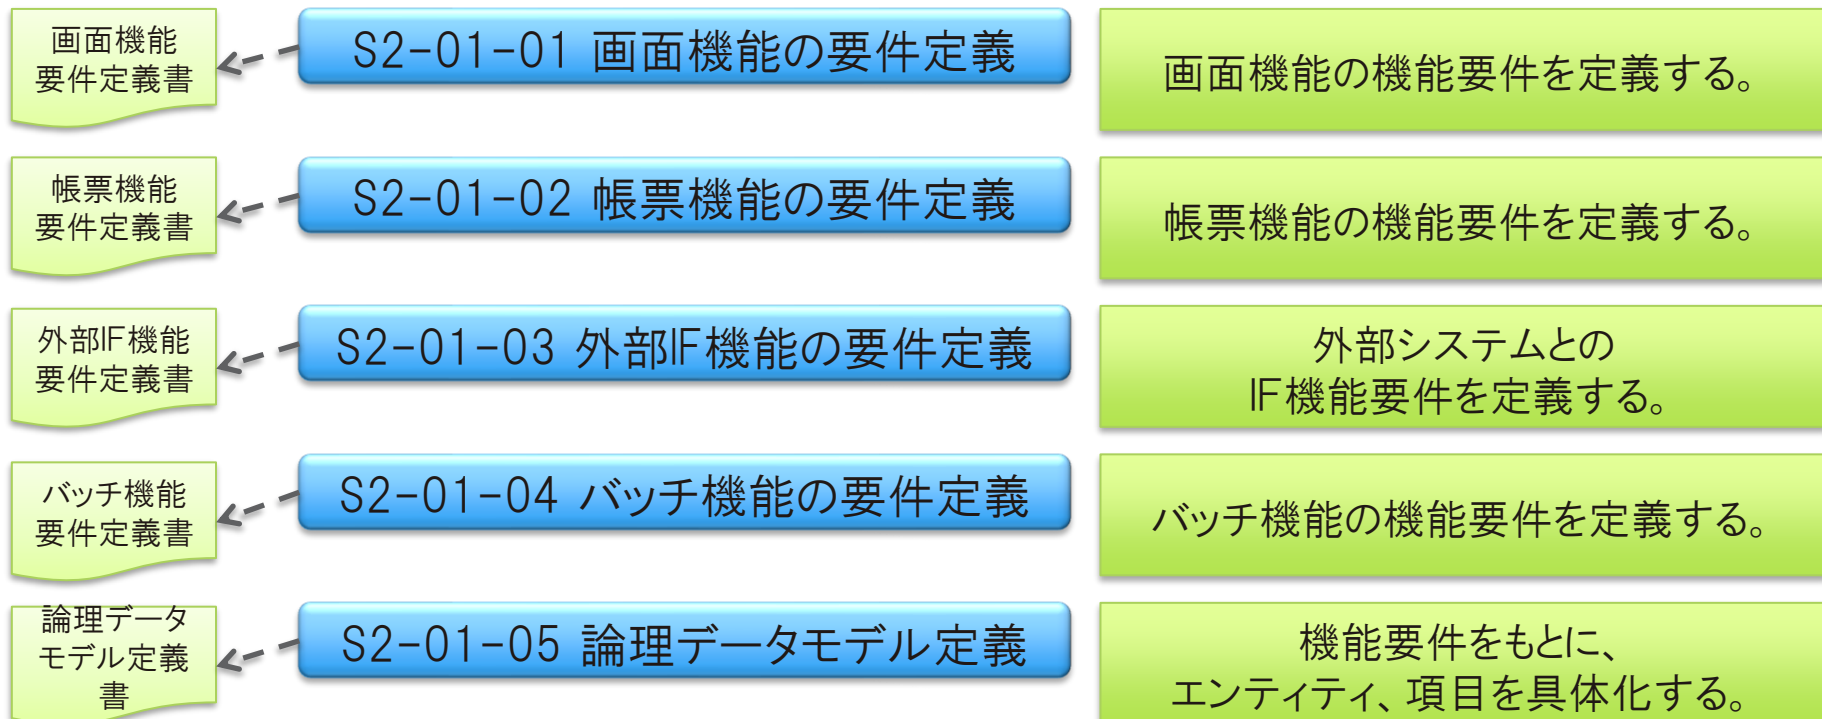 画面機能
要件定義書
S2-01-01 画面機能の要件定義
画面機能の機能要件を定義する。
帳票機能
要件定義書
S2-01-02 帳票機能の要件定義
帳票機能の機能要件を定義する。
外部IF機能
要件定義書
S2-01-03 外部IF機能の要件定義
外部システムとの
IF機能要件を定義する。
バッチ機能
要件定義書
S2-01-04 バッチ機能の要件定義
バッチ機能の機能要件を定義する。
論理データ
モデル定義
書
S2-01-05 論理データモデル定義
機能要件をもとに、
エンティティ、項目を具体化する。